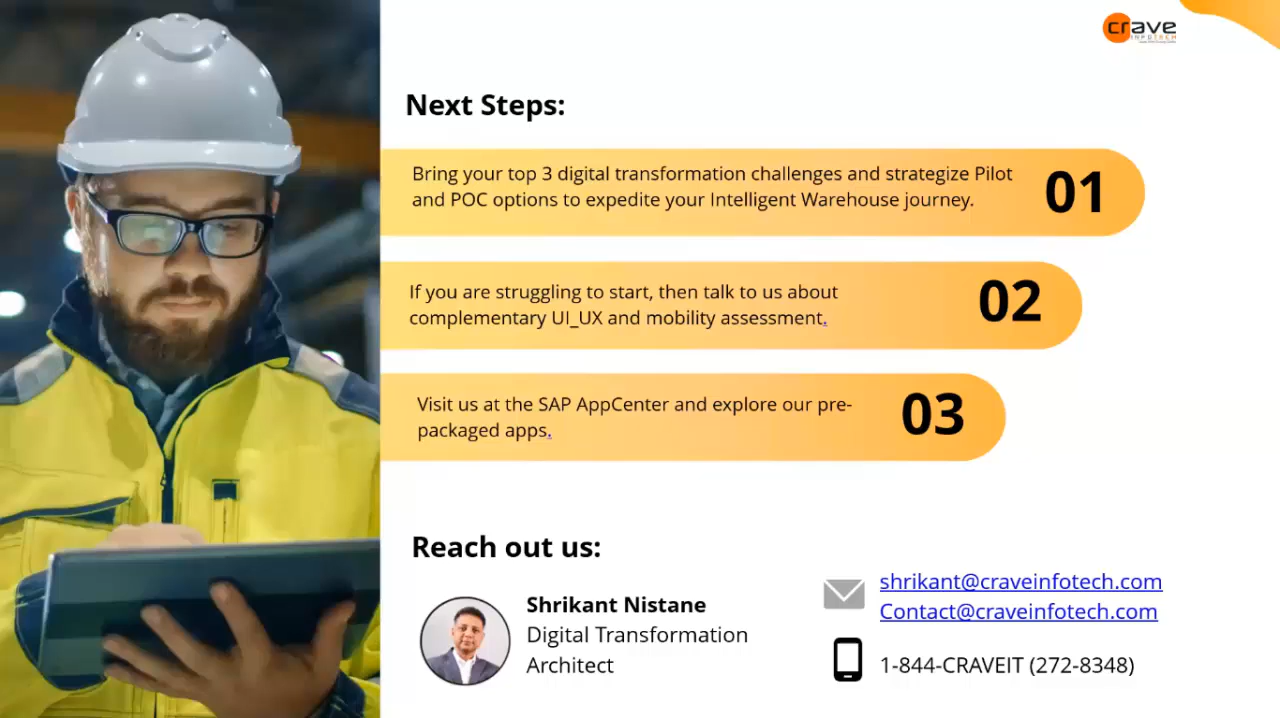 crave
INFOTECH
Next Steps:
Bring your top 3 digital transformation challenges and strategize Pilot
and POC options to expedite your Intelligent Warehouse journey.
01
If you are struggling to start, then talk to us about
complementary UI_UX and mobility assessment.
02
Visit us at the SAP AppCenter and explore our pre-
packaged apps.
03
Reach out us:
Shrikant Nistane
Digital Transformation
Architect
shrikant@craveinfotech.com
Contact@craveinfotech.com
1-844-CRAVEIT (272-8348)